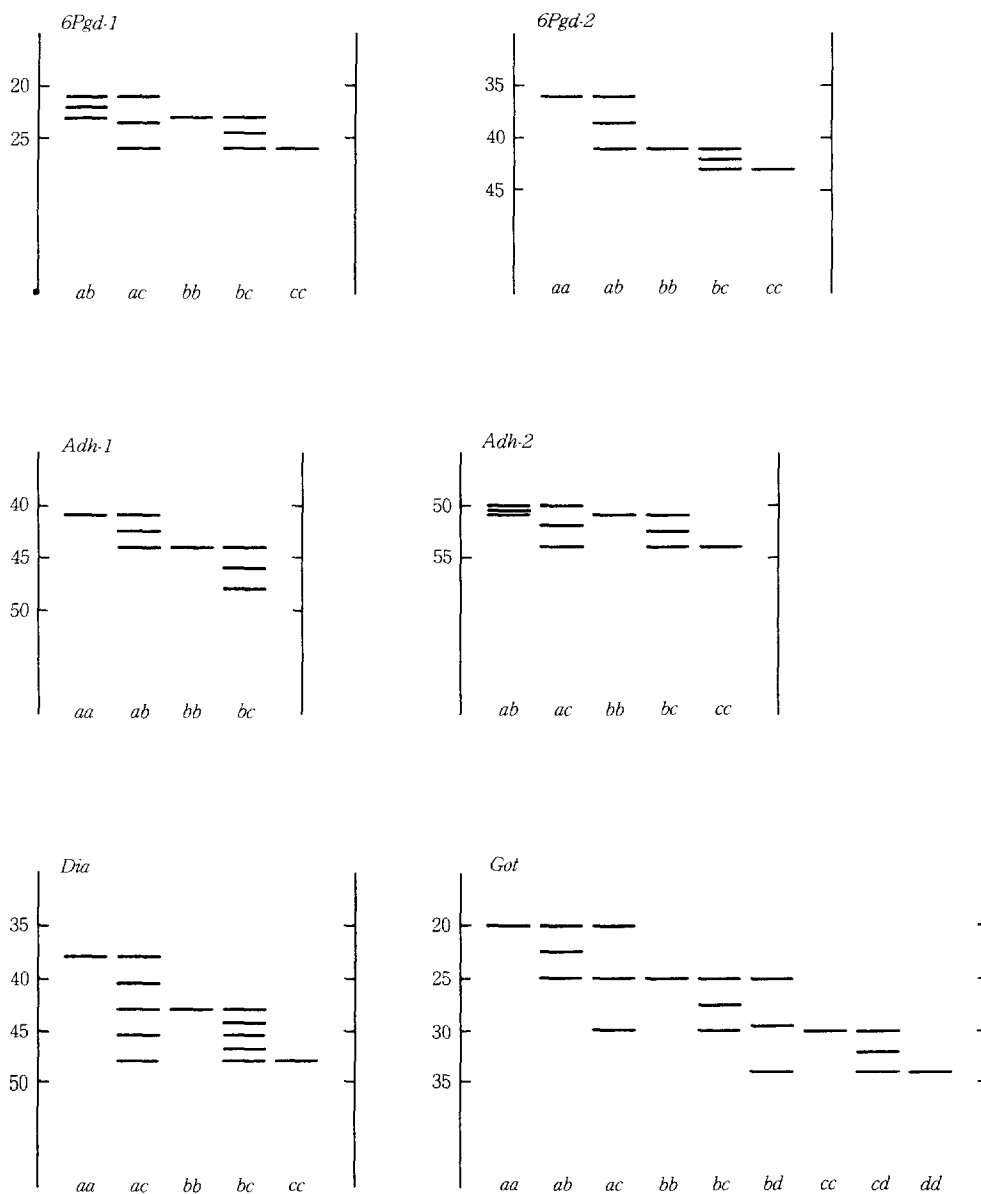 6Pgd-1
20
25
ab ac bb bc cc
6Pgd-2
35
40
45
aa ab bb bc cc
Adh-1
40
45
50
aa ab bb bc
Adh-2
50
55
ab ac bb bc cc
Dia
35
40
45
50
aa ac bb bc cc
Got
20
25
30
35
aa ab ac bb bc bd cc cd dd